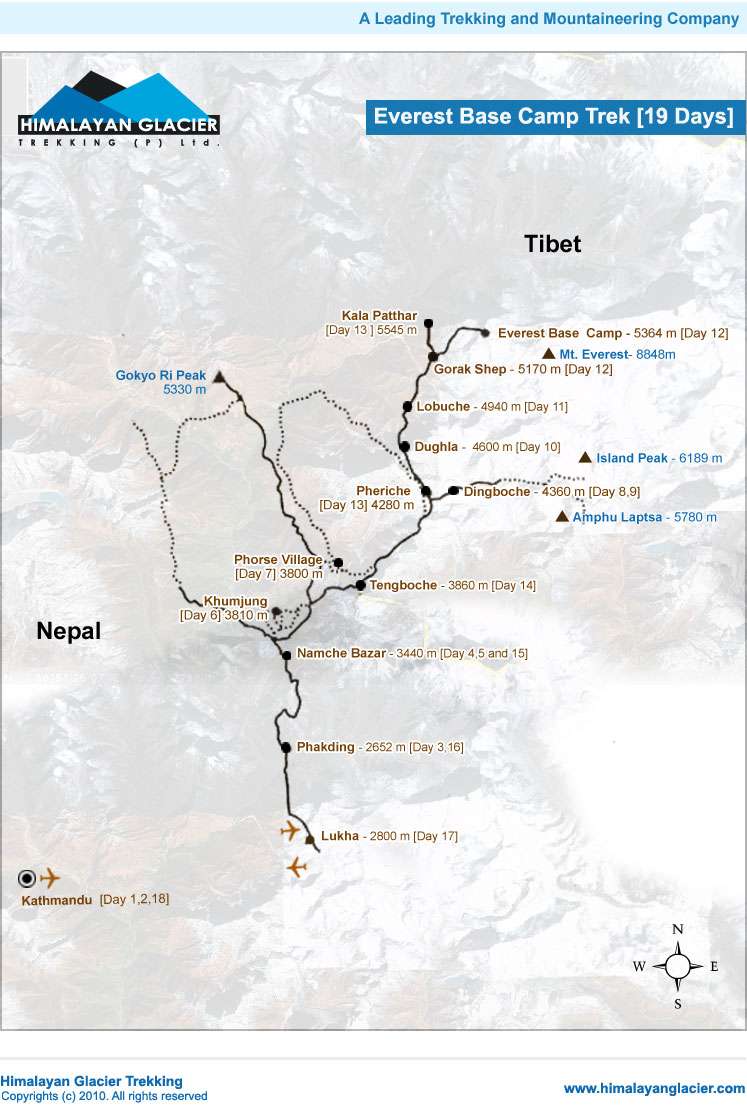 A Leading Trekking and Mountaineering Company
HIMALAYAN GLACIER
TREKKING (P) Ltd.
Everest Base Camp Trek [19 Days]
Tibet
Kala Patthar
[Day 13 ] 5545 m
Everest Base Camp - 5364 m [Day 12]
Mt. Everest- 8848m
Gorak Shep - 5170 m [Day 12]
Gokyo Ri Peak
5330 m
Lobuche - 4940 m [Day 11]
Dughla - 4600 m [Day 10]
Island Peak - 6189 m
Pheriche
[Day 13] 4280 m
Dingboche - 4360 m [Day 8,9]
Amphu Laptsa - 5780 m
Phorse Village
[Day 7] 3800 m
Tengboche - 3860 m [Day 14]
Khumjung
[Day 6] 3810 m
Nepal
Namche Bazar - 3440 m [Day 4,5 and 15]
Phakding - 2652 m [Day 3,16]
Lukha - 2800 m [Day 17]
Kathmandu [Day 1,2,18]
N
W E
S
Himalayan Glacier Trekking
Copyrights (c) 2010. All rights reserved
www.himalayanglacier.com